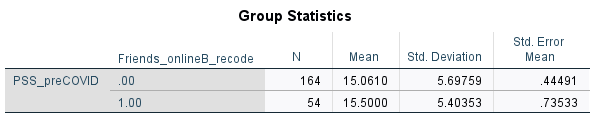 Group Statistics
Friends_onlineB_recode N Mean Std. Deviation Std. Error Mean
PSS_preCOVID .00 164 15.0610 5.69759 .44491
1.00 54 15.5000 5.40353 .73533